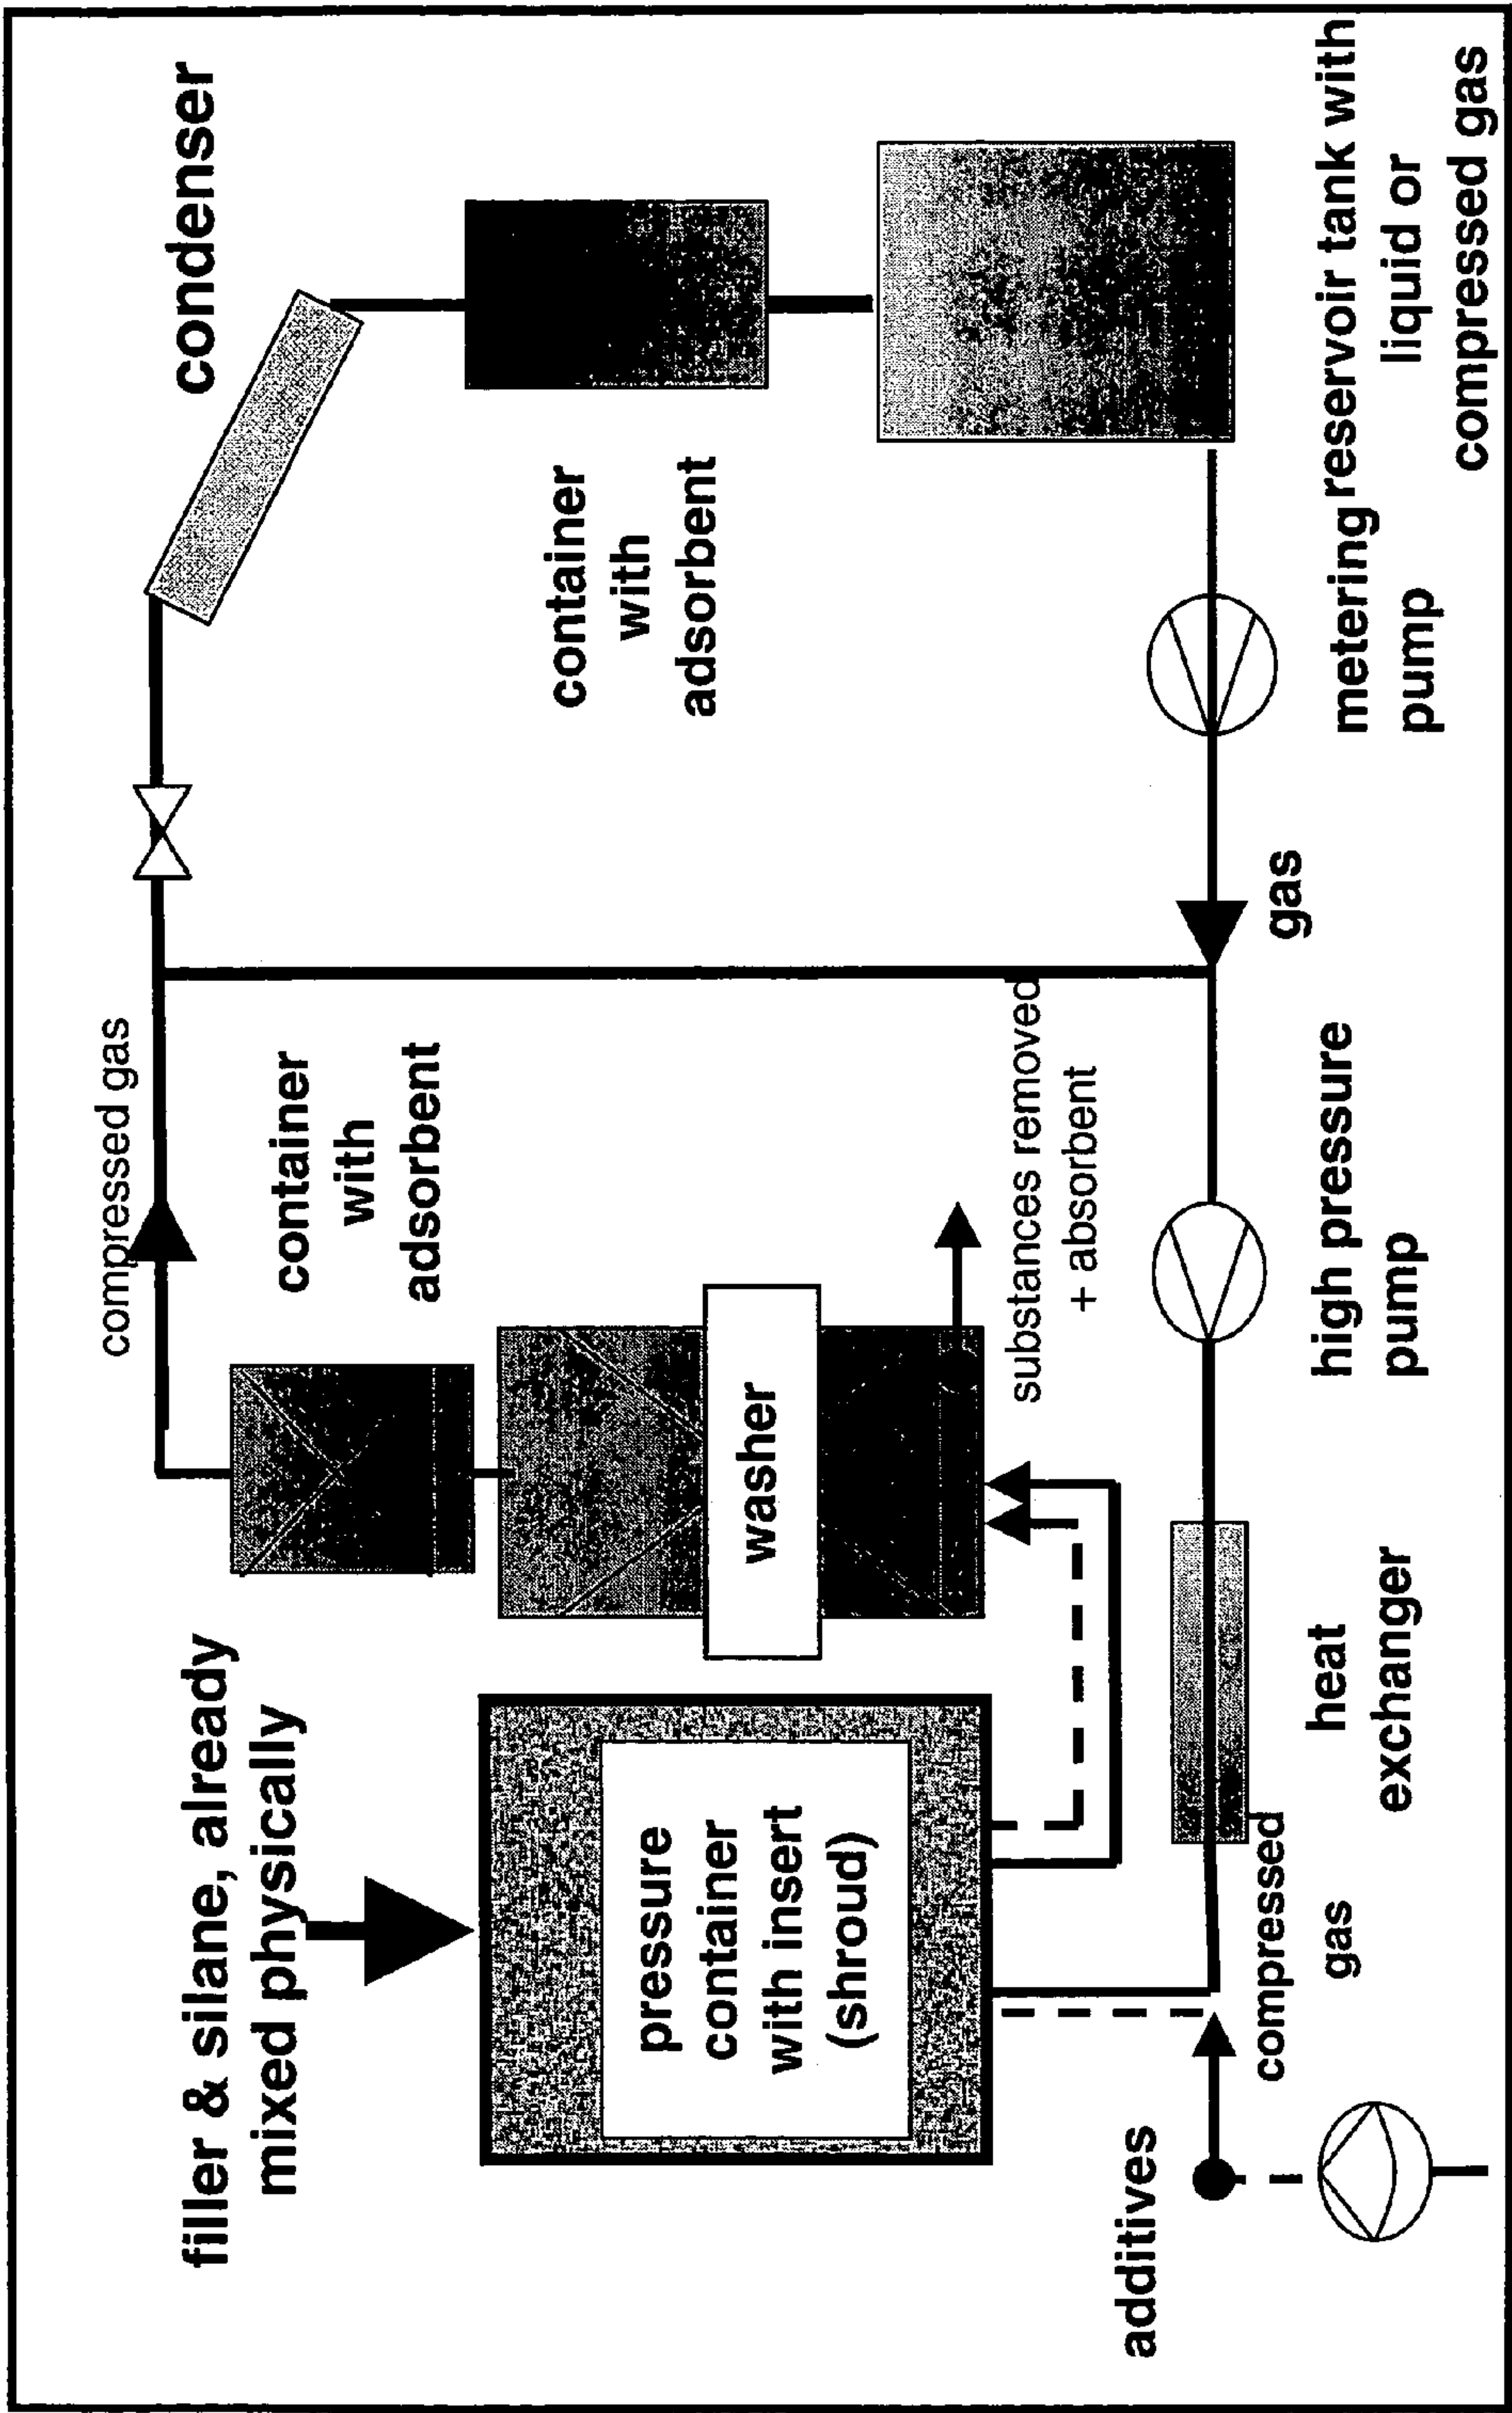 filler & silane, already
mixed physically
compressed gas
condenser
container
with
adsorbent
container
with
adsorbent
pressure
container
with insert
(shroud)
washer
substances removed
+ absorbent
additives
compressed
gas
heat
exchanger
high pressure
pump
gas
metering
pump
reservoir tank with
liquid or
compressed gas